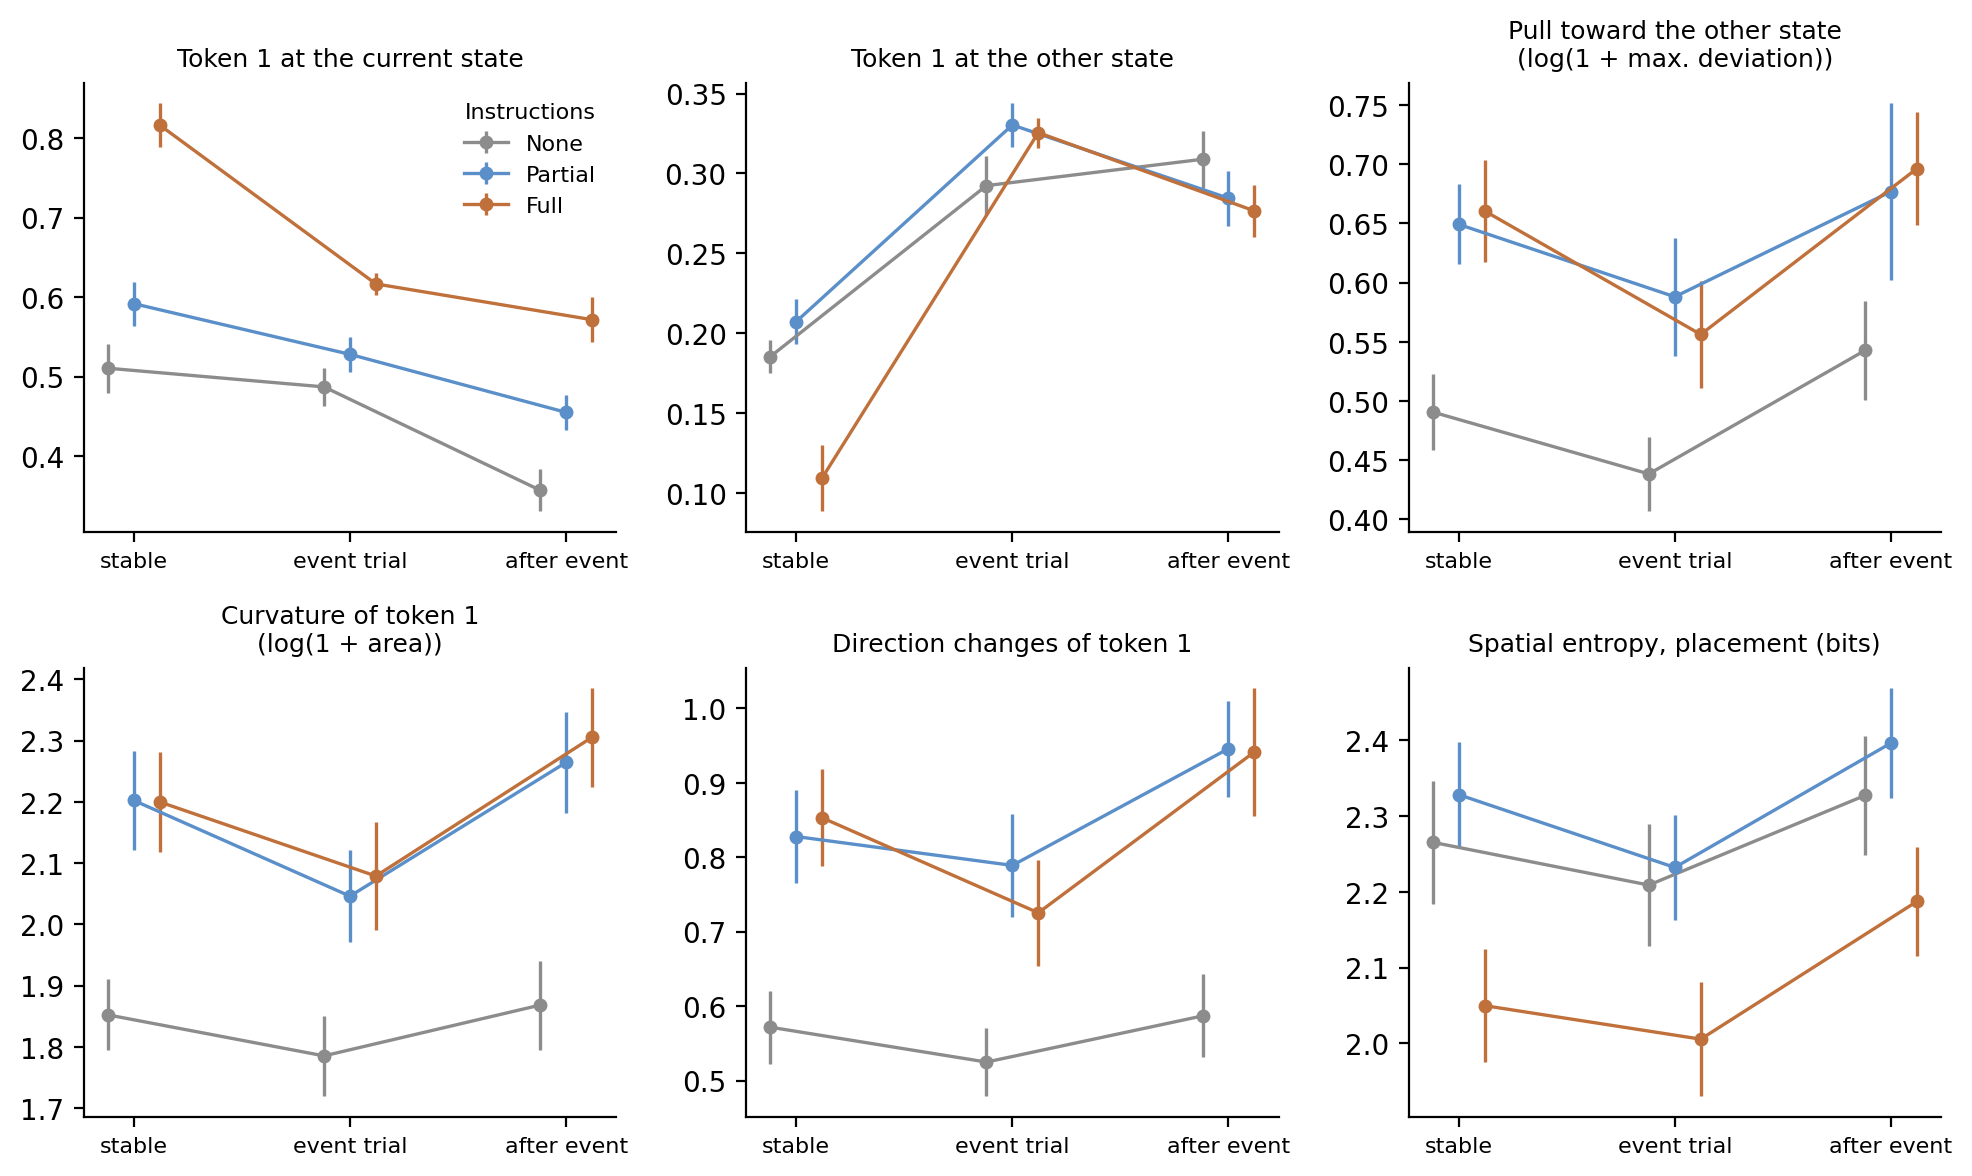 Token 1 at the current state
0.8
0.7
0.6
0.5
0.4
stable
event trial
after event
Instructions
None
Partial
Full
Token 1 at the other state
0.35
0.30
0.25
0.20
0.15
0.10
stable
event trial
after event
Pull toward the other state
(log(1 + max. deviation))
0.75
0.70
0.65
0.60
0.55
0.50
0.45
0.40
stable
event trial
after event
Curvature of token 1
(log(1 + area))
2.4
2.3
2.2
2.1
2.0
1.9
1.8
1.7
stable
event trial
after event
Direction changes of token 1
1.0
0.9
0.8
0.7
0.6
0.5
stable
event trial
after event
Spatial entropy, placement (bits)
2.4
2.3
2.2
2.1
2.0
stable
event trial
after event